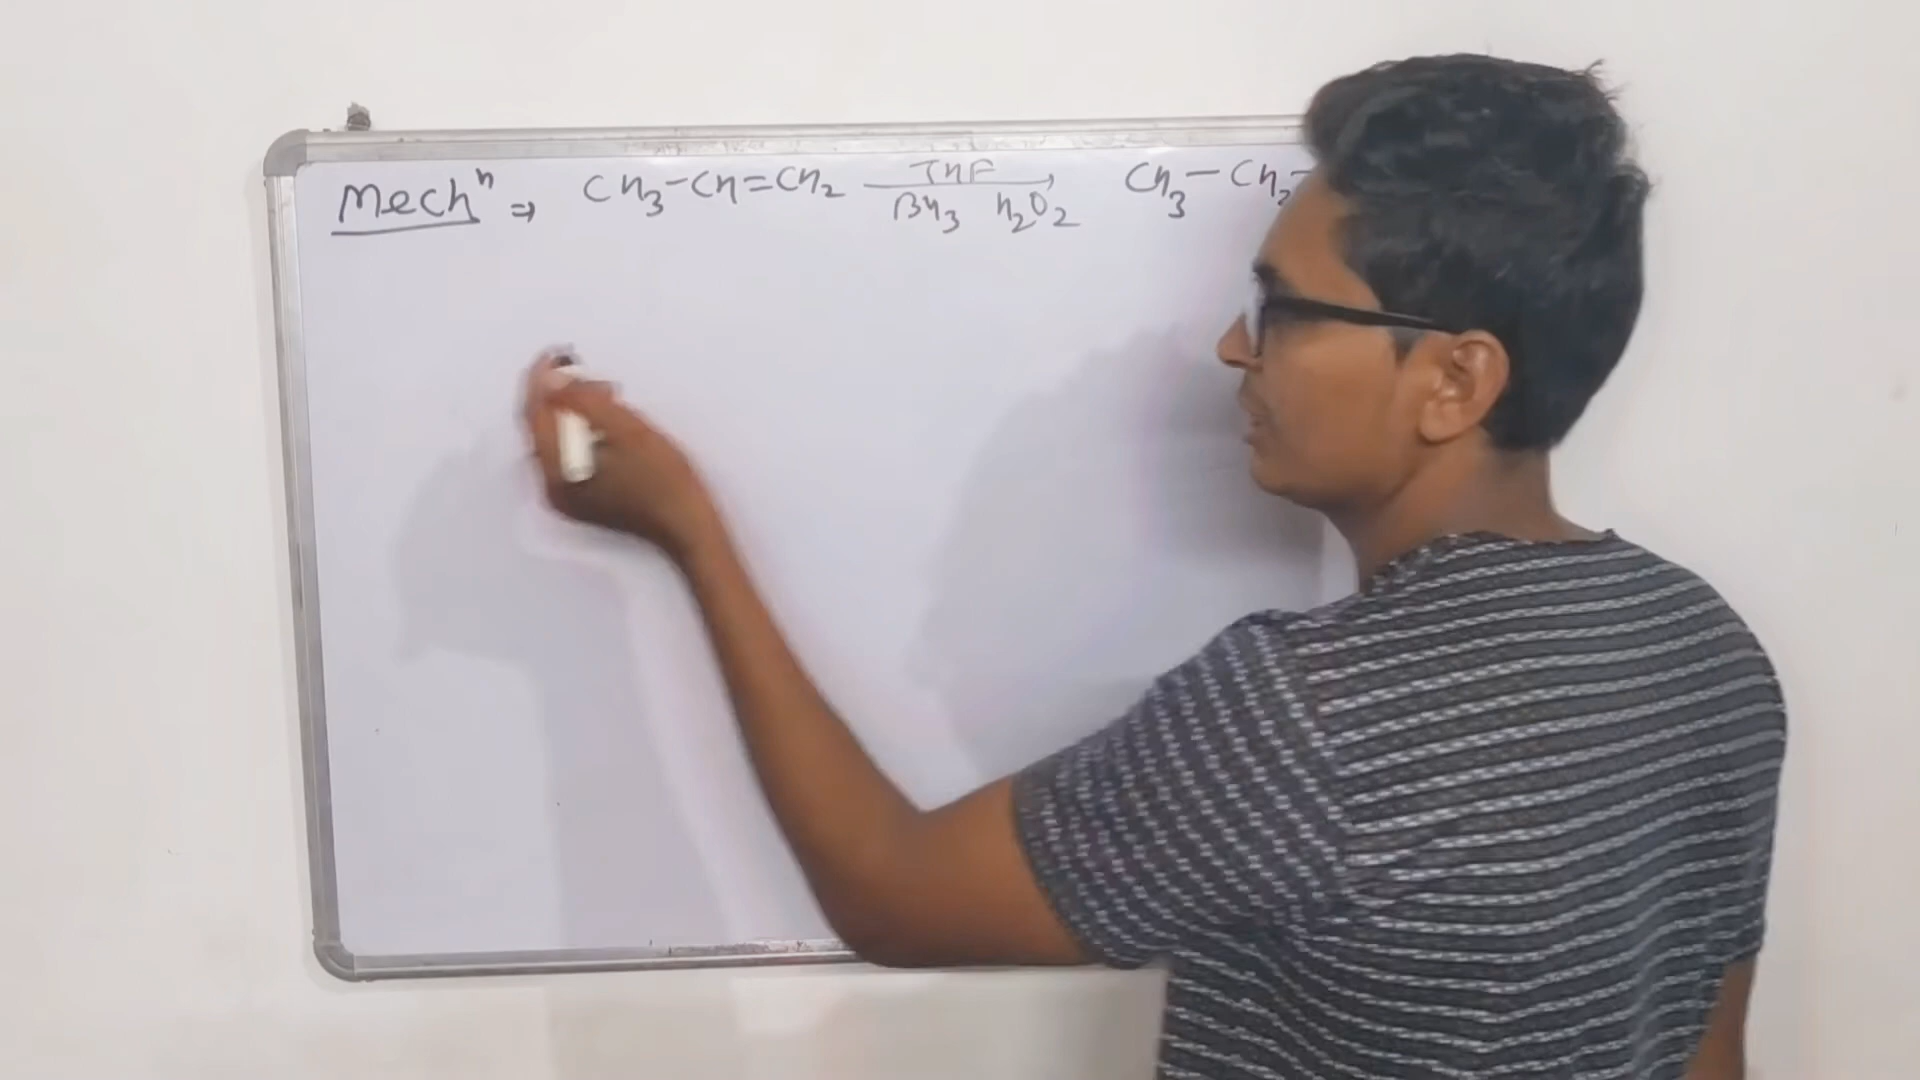 Mechⁿ ⇒ CH₃-CH=CH₂ THF → CH₃-CH₂-
BH₃ H₂O₂